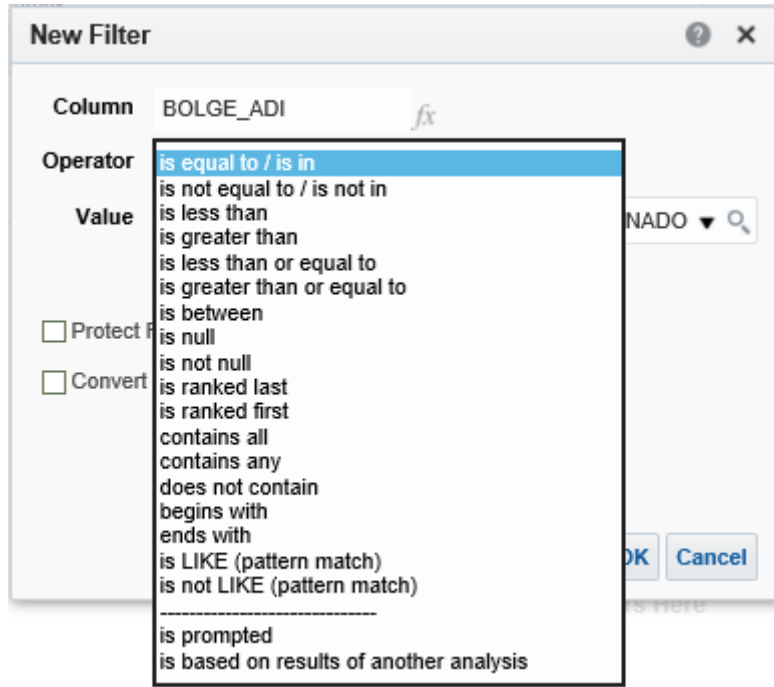 New Filter
Column BOLGE_ADI fx
Operator is equal to / is in
is not equal to / is not in
Value is less than NADO
is greater than
is less than or equal to
is greater than or equal to
is between
Protect is null
is not null
Convert is ranked last
is ranked first
contains all
contains any
does not contain
begins with
ends with
is LIKE (pattern match) OK Cancel
is not LIKE (pattern match)
------------------------------
Here
is prompted
is based on results of another analysis